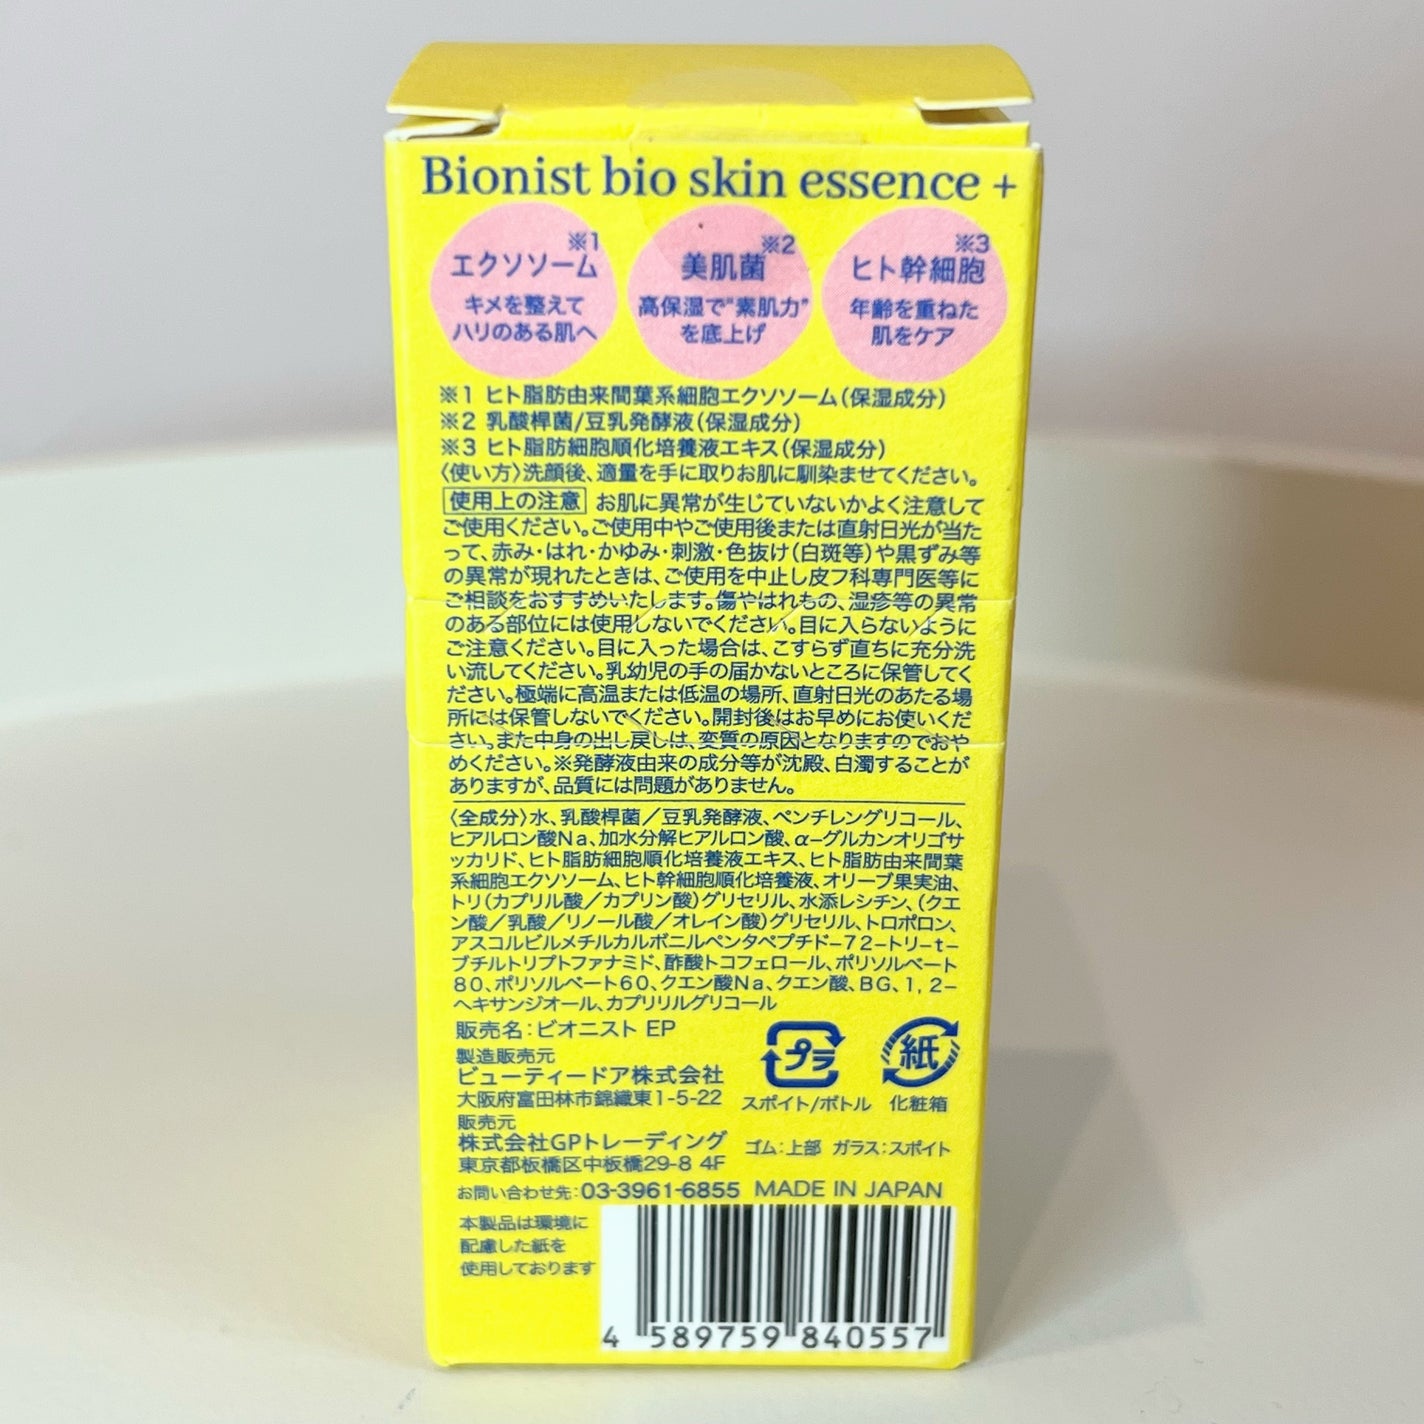 Bionist bio skin essence +
※1
エクソソーム
キメを整えて
ハリのある肌へ
※2
美肌菌
高保湿で"素肌力"
を底上げ
※3
ヒト幹細胞
年齢を重ねた
肌をケア
※1 ヒト脂肪由来間葉系細胞エクソソーム(保湿成分)
※2 乳酸桿菌/豆乳発酵液(保湿成分)
※3 ヒト脂肪細胞順化培養液エキス(保湿成分)
〈使い方〉洗顔後、適量を手に取りお肌に馴染ませてください。
使用上の注意 お肌に異常が生じていないかよく注意して
ご使用ください。ご使用中やご使用後または直射日光が当た
って、赤み・はれ・かゆみ・刺激・色抜け(白斑等)や黒ずみ等
の異常が現れたときは、ご使用を中止し皮フ科専門医等に
ご相談をおすすめいたします。傷やはれもの、湿疹等の異常
のある部位には使用しないでください。目に入らないように
ご注意ください。目に入った場合は、こすらず直ちに充分洗
い流してください。乳幼児の手の届かないところに保管してく
ださい。極端に高温または低温の場所、直射日光のあたる場
所には保管しないでください。開封後はお早めにお使いくだ
さい。また中身の出し戻しは、変質の原因となりますのでおや
めください。※発酵液由来の成分等が沈殿、白濁することが
ありますが、品質には問題がありません。
〈全成分〉水、乳酸桿菌／豆乳発酵液、ペンチレングリコール、
ヒアルロン酸Na、加水分解ヒアルロン酸、α–グルカンオリゴサ
ッカリド、ヒト脂肪細胞順化培養液エキス、ヒト脂肪由来間葉
系細胞エクソソーム、ヒト幹細胞順化培養液、オリーブ果実油、
トリ(カプリル酸／カプリン酸)グリセリル、水添レシチン、(クエ
ン酸／乳酸／リノール酸／オレイン酸)グリセリル、トロポロン、
アスコルビルメチルカルボニルペンタペプチド–72–トリ–t–
ブチルトリプトファナミド、酢酸トコフェロール、ポリソルベート
80、ポリソルベート60、クエン酸Na、クエン酸、BG、1，2–
ヘキサンジオール、カプリリルグリコール
販売名：ビオニスト EP
製造販売元
ビューティードア株式会社
大阪府富田林市錦織東1-5-22
販売元
株式会社GPトレーディング
東京都板橋区中板橋29-8 4F
お問い合わせ先：03-3961-6855 MADE IN JAPAN
プラ
スポイト/ボトル
紙
化粧箱
ゴム：上部 ガラス：スポイト
本製品は環境に
配慮した紙を
使用しております
4 589759 840557